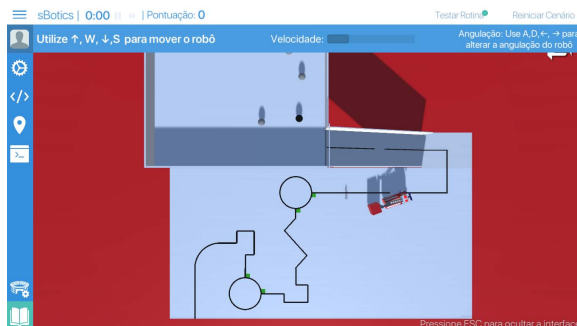 sBotics | 0:00 | Pontuação: 0
Testar Rotina
Reiniciar Cenário
Utilize ↑, W, ↓,S para mover o robô
Velocidade:
Angulação: Use A,D,←, → para
alterar a angulação do robô
</>
>_
Pressione ESC para ocultar a interfac